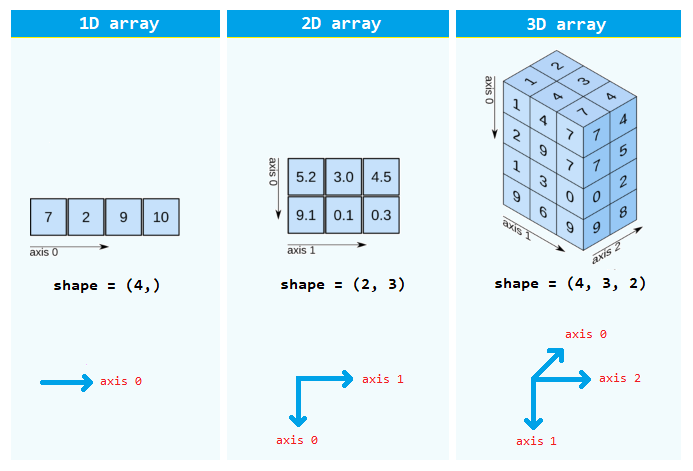 1D array
2D array
3D array
7 2 9 10
axis 0
shape = (4,)
axis 0
axis 0
5.2 3.0 4.5
9.1 0.1 0.3
axis 1
shape = (2, 3)
axis 1
axis 0
axis 0
1 2
4 3
7 4
1 4 7
2 9 7
1 3 0
9 6 9
7 4
7 5
0 2
9 8
axis 1
axis 2
shape = (4, 3, 2)
axis 0
axis 2
axis 1